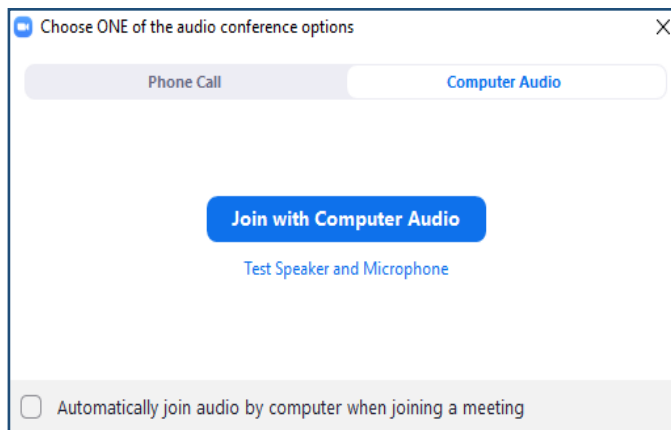 Choose ONE of the audio conference options
Phone Call
Computer Audio
Join with Computer Audio
Test Speaker and Microphone
Automatically join audio by computer when joining a meeting